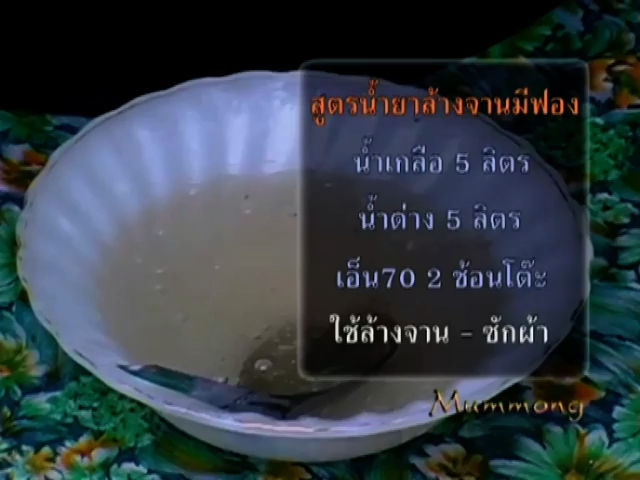 สูตรน้ำยาล้างจานมีฟอง
น้ำเกลือ 5 ลิตร
น้ำด่าง 5 ลิตร
เอ็น70 2 ช้อนโต๊ะ
ใช้ล้างจาน - ซักผ้า
Mummong